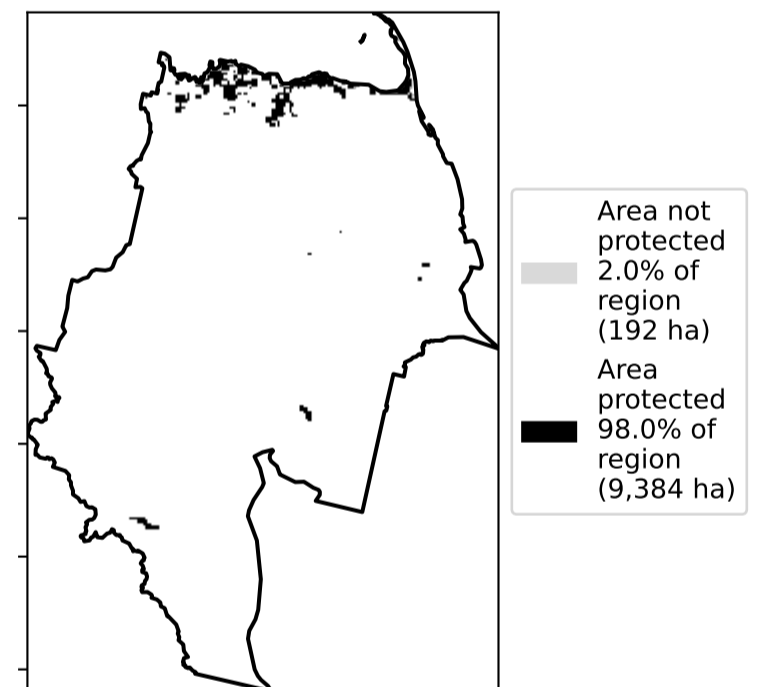 Area not
protected
2.0% of
region
(192 ha)
Area
protected
98.0% of
region
(9,384 ha)